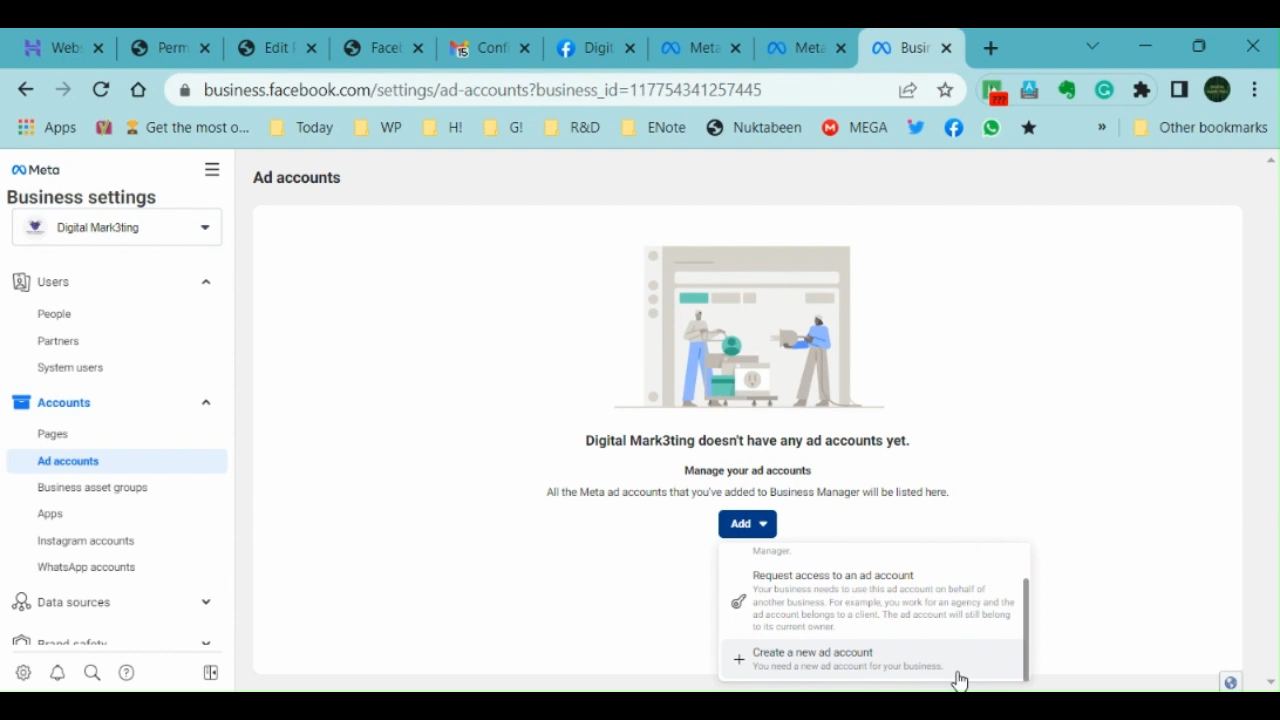 Web
Perm
Edit
Facel
Conf
Digit
Meta
Meta
Busir
business.facebook.com/settings/ad-accounts?business_id=117754341257445
???
Apps
Get the most o...
Today
WP
H!
G!
R&D
ENote
Nuktabeen
MEGA
»
Other bookmarks
Meta
Business settings
Digital Mark3ting
Users
People
Partners
System users
Accounts
Pages
Ad accounts
Business asset groups
Apps
Instagram accounts
WhatsApp accounts
Data sources
Brand safety
Ad accounts
Digital Mark3ting doesn't have any ad accounts yet.
Manage your ad accounts
All the Meta ad accounts that you've added to Business Manager will be listed here.
Add
Manager.
Request access to an ad account
Your business needs to use this ad account on behalf of
another business. For example, you work for an agency and the
ad account belongs to a client. The ad account will still belong
to its current owner.
+ Create a new ad account
You need a new ad account for your business.